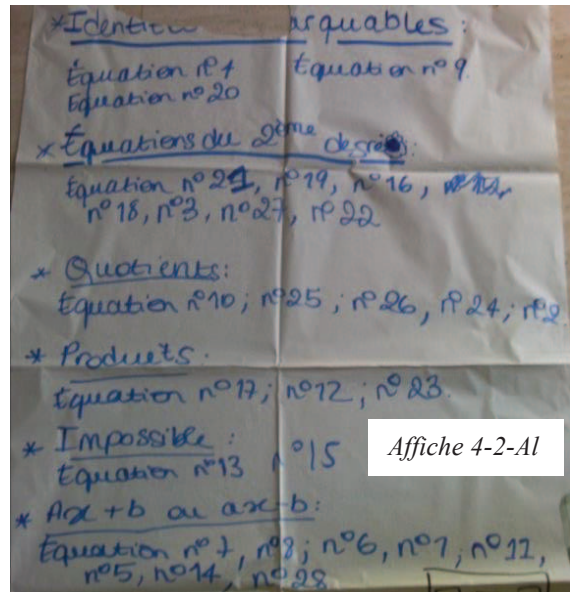 *Identités arquables:
Équation n°4 Équation n°9
Équation n°20
* Équations du 2ème degré:
Équation n°21, n°19, n°16,
n°18, n°3, n°27, n°22
* Quotients:
Équation n°10; n°25; n°26, n°24; n°2
* Produits.
Équation n°17; n°12; n°23.
* Impossible:
Équation n°13 n°15
Affiche 4-2-Al
* Ax+b ou ax-b:
Équation n°7, n°8; n°6, n°1, n°11,
n°5, n°14, n°28